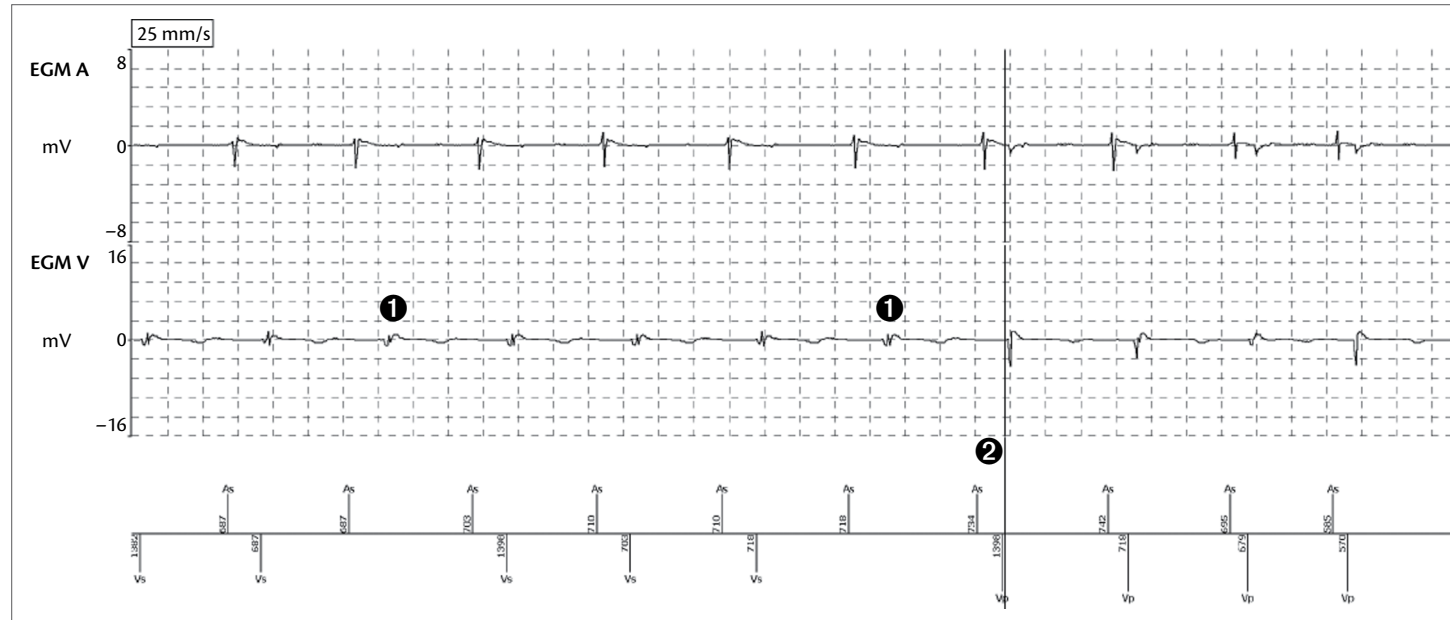 25 mm/s
EGM A
8
mV
0
−8
EGM V
16
❶ ❶
mV
0
−16
❷
As As As As As As As As As As
687 687 703 710 710 718 734 742 695 585
1382 687 1398 703 718 1398 718 679 570
Vs Vs Vs Vs Vs Vp Vp Vp Vp